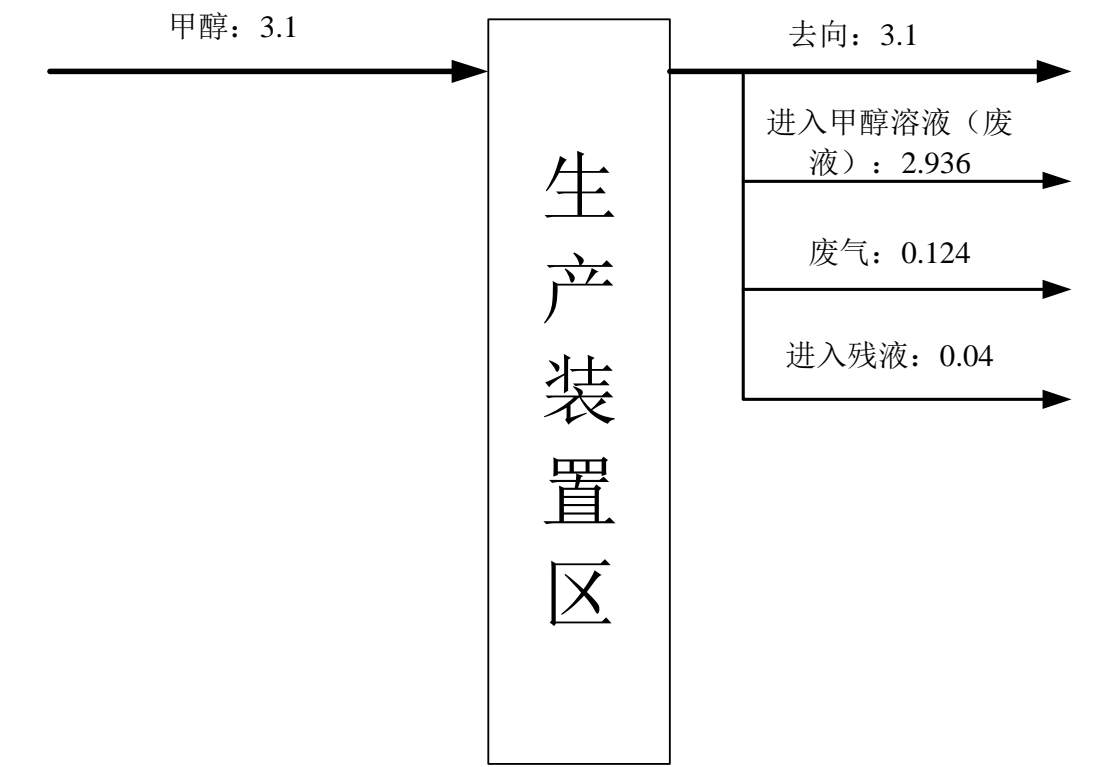 甲醇：3.1
生产装置区
去向：3.1
进入甲醇溶液（废
液）：2.936
废气：0.124
进入残液：0.04